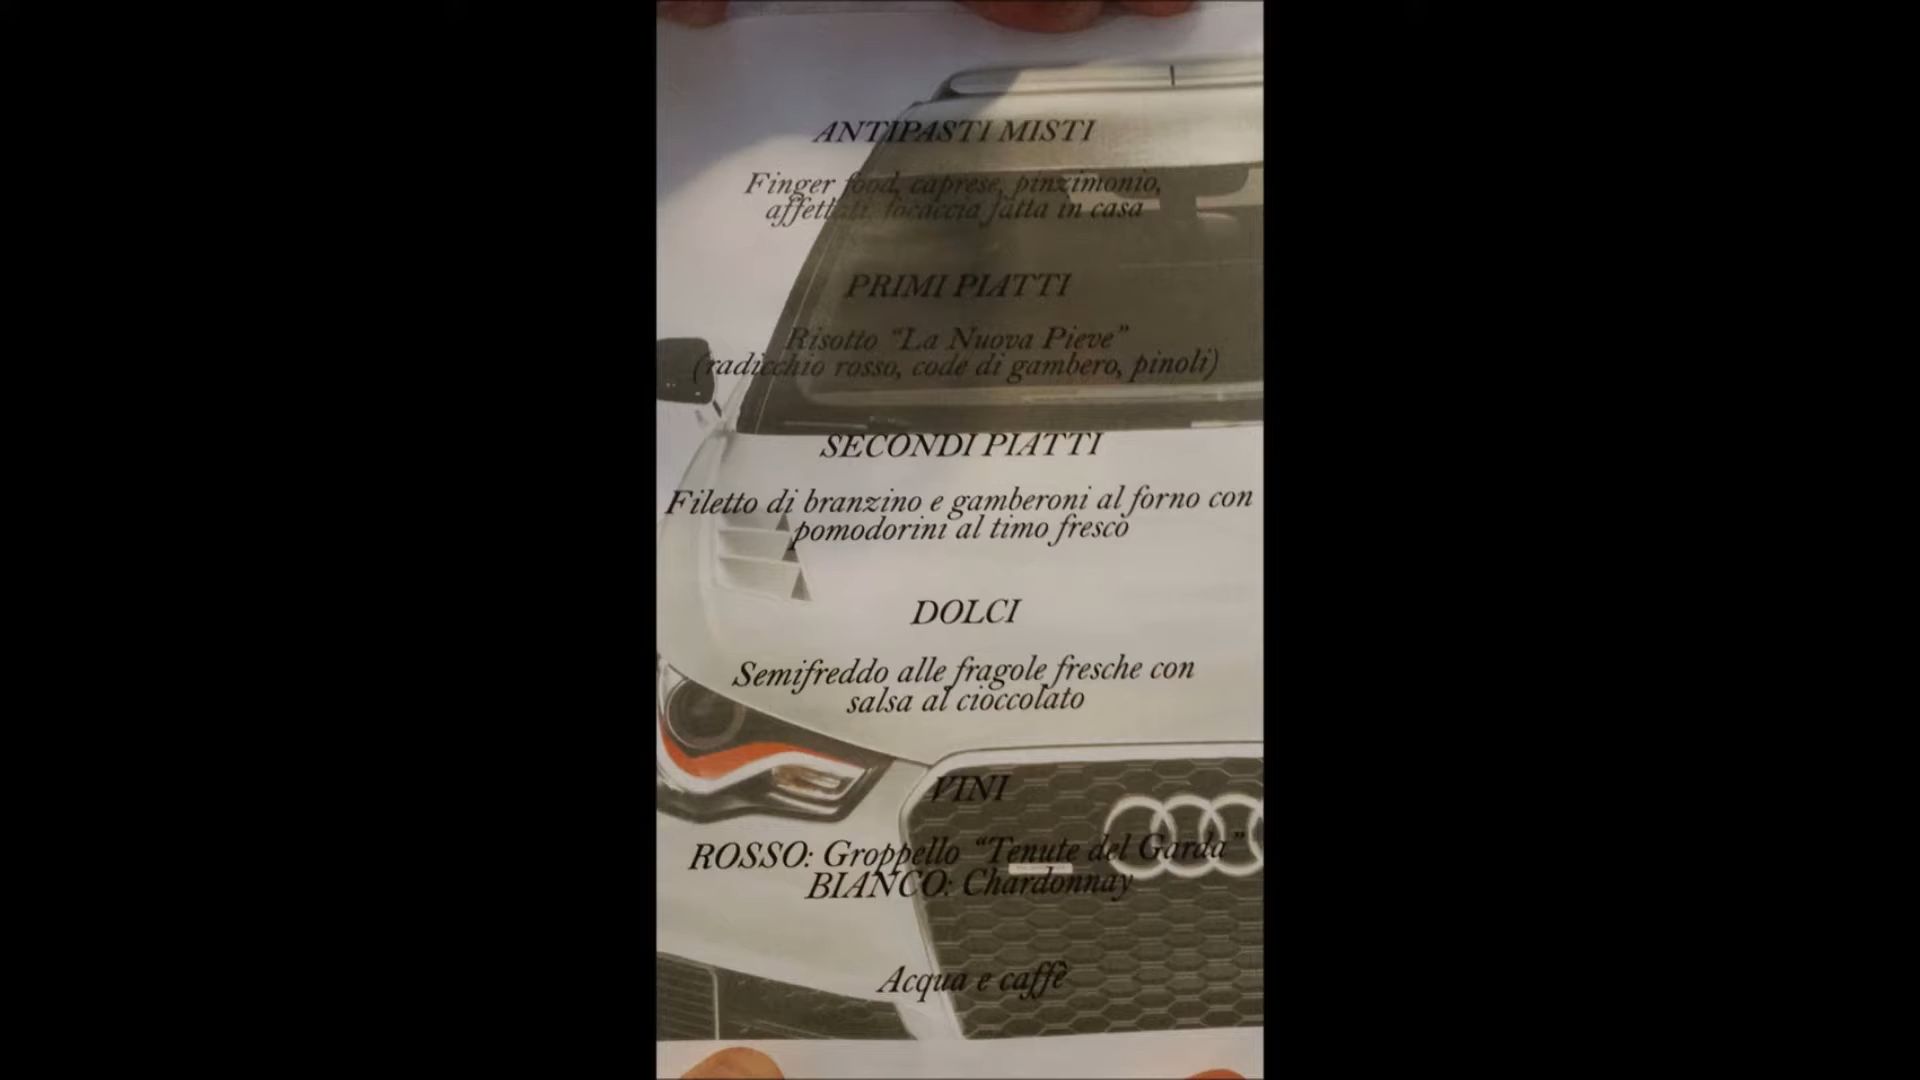 ANTIPASTI MISTI
Finger food, caprese, pinzimonio,
affettati, focaccia fatta in casa
PRIMI PIATTI
Risotto “La Nuova Pieve”
(radicchio rosso, code di gambero, pinoli)
SECONDI PIATTI
Filetto di branzino e gamberoni al forno con
pomodorini al timo fresco
DOLCI
Semifreddo alle fragole fresche con
salsa al cioccolato
VINI
ROSSO: Groppello “Tenute del Garda”
BIANCO: Chardonnay
Acqua e caffè